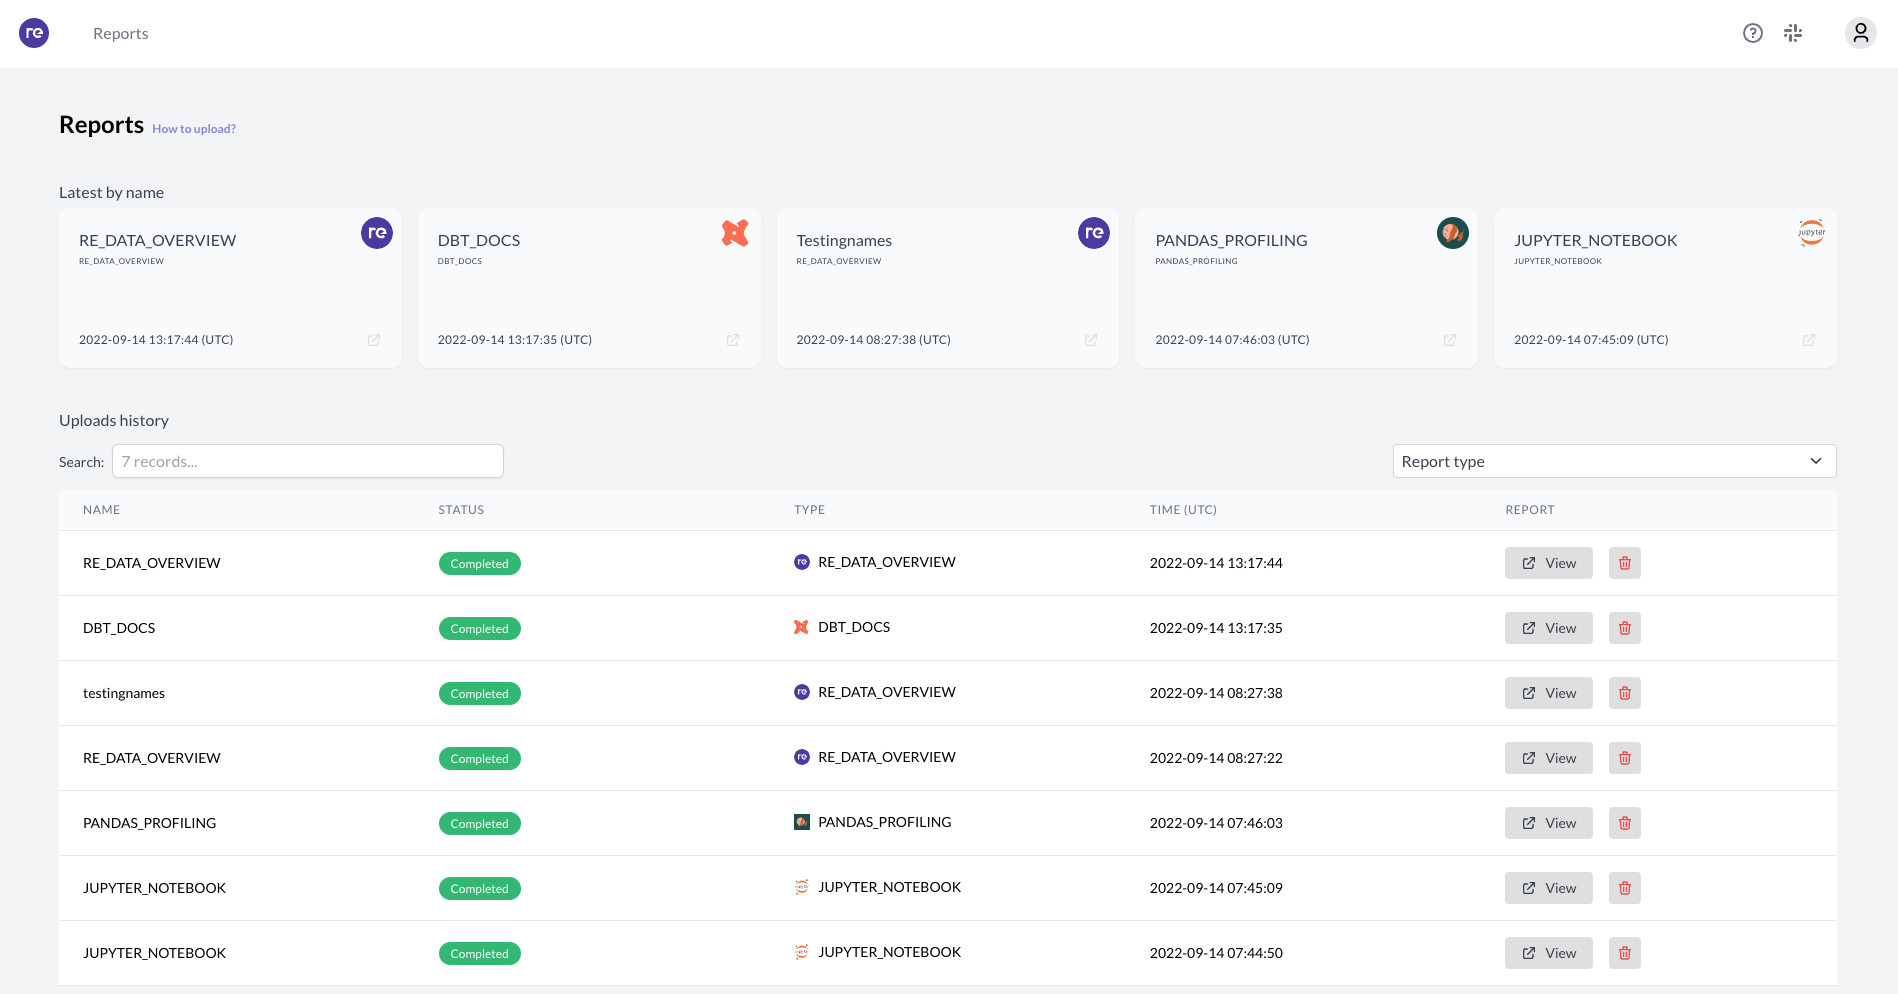 re Reports
Reports How to upload?
Latest by name
RE_DATA_OVERVIEW re
RE_DATA_OVERVIEW
2022-09-14 13:17:44 (UTC)
DBT_DOCS
DBT_DOCS
2022-09-14 13:17:35 (UTC)
Testingnames re
RE_DATA_OVERVIEW
2022-09-14 08:27:38 (UTC)
PANDAS_PROFILING
PANDAS_PROFILING
2022-09-14 07:46:03 (UTC)
JUPYTER_NOTEBOOK jupyter
JUPYTER_NOTEBOOK
2022-09-14 07:45:09 (UTC)
Uploads history
Search: 7 records... Report type
NAME STATUS TYPE TIME (UTC) REPORT
RE_DATA_OVERVIEW Completed re RE_DATA_OVERVIEW 2022-09-14 13:17:44 View
DBT_DOCS Completed DBT_DOCS 2022-09-14 13:17:35 View
testingnames Completed re RE_DATA_OVERVIEW 2022-09-14 08:27:38 View
RE_DATA_OVERVIEW Completed re RE_DATA_OVERVIEW 2022-09-14 08:27:22 View
PANDAS_PROFILING Completed PANDAS_PROFILING 2022-09-14 07:46:03 View
JUPYTER_NOTEBOOK Completed JUPYTER_NOTEBOOK 2022-09-14 07:45:09 View
JUPYTER_NOTEBOOK Completed JUPYTER_NOTEBOOK 2022-09-14 07:44:50 View